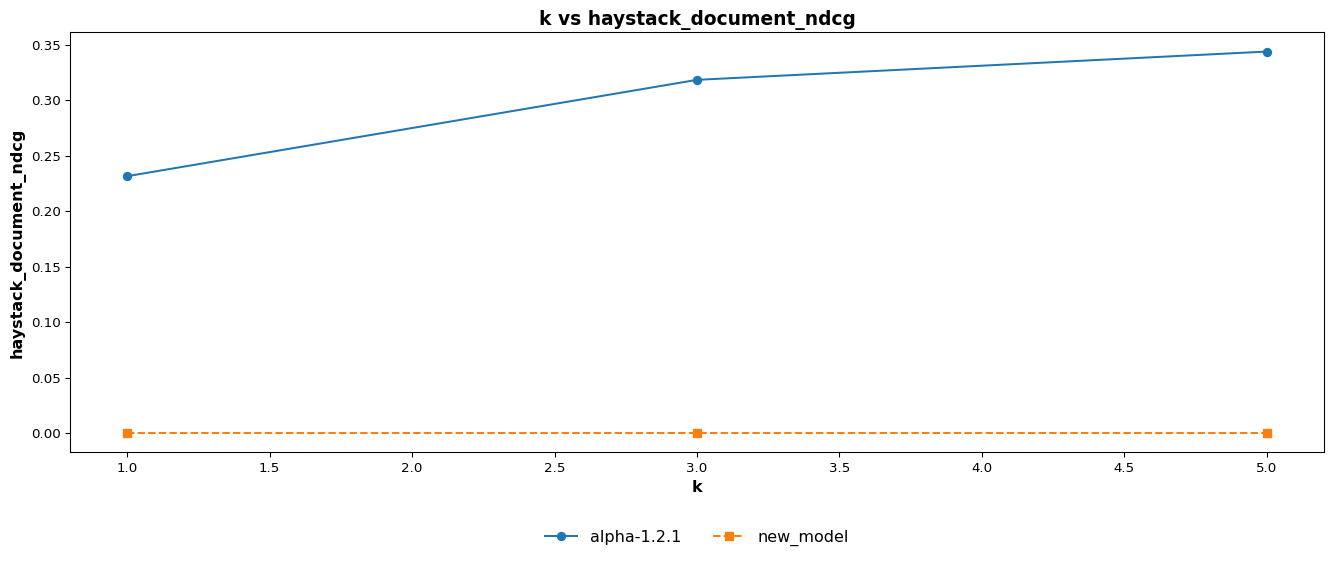 k vs haystack_document_ndcg
haystack_document_ndcg
0.35
0.30
0.25
0.20
0.15
0.10
0.05
0.00
1.0 1.5 2.0 2.5 3.0 3.5 4.0 4.5 5.0
k
alpha-1.2.1 new_model